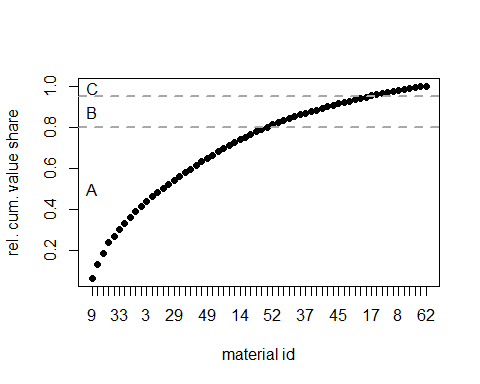 rel. cum. value share
1.0
0.8
0.6
0.4
0.2
C
B
A
9 33 3 29 49 14 52 37 45 17 8 62
material id